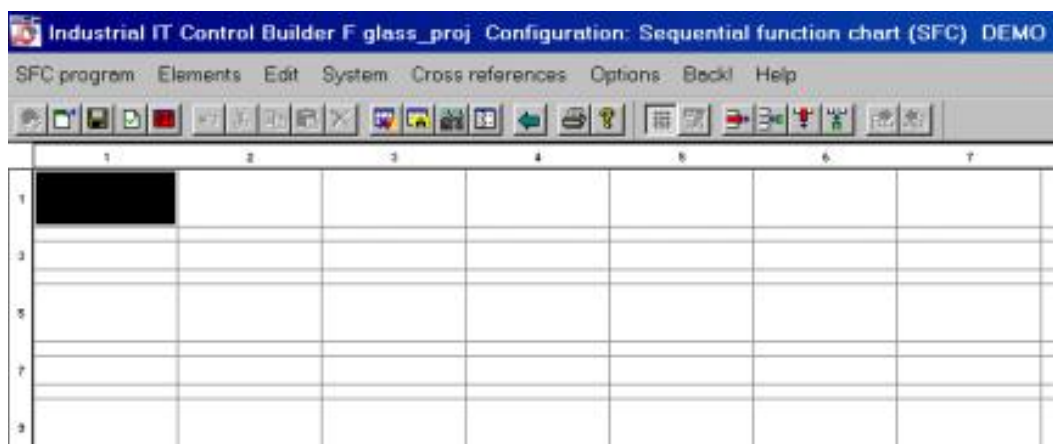 Industrial IT Control Builder F glass_proj Configuration: Sequential function chart (SFC) DEMO
SFC program Elements Edit System Cross references Options Back! Help
1 2 3 4 5 6 7
1
3
5
7
9